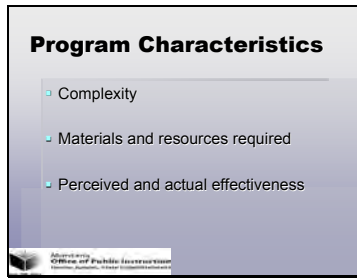 Program Characteristics
Complexity
Materials and resources required
Perceived and actual effectiveness
Office of Public Instruction